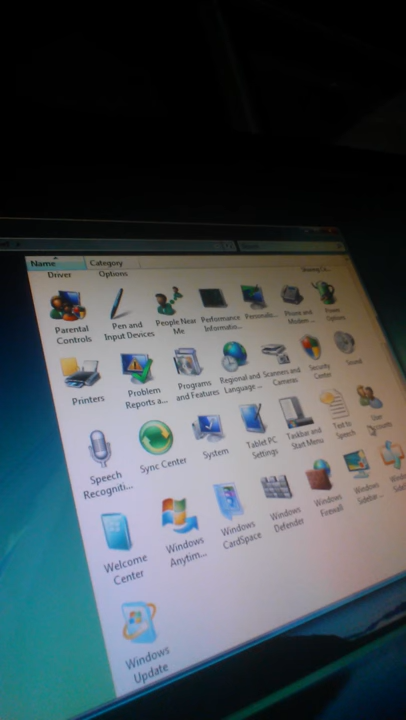 Name
Category
Driver
Options
Sharing Ce...
Parental
Controls
Pen and
Input Devices
People Near
Me
Performance
Informatio...
Personaliz...
Phone and
Modem ...
Power
Options
Printers
Problem
Reports a...
Programs
and Features
Regional and
Language ...
Scanners and
Cameras
Security
Center
Sound
Speech
Recogniti...
Sync Center
System
Tablet PC
Settings
Taskbar and
Start Menu
Text to
Speech
User
Accounts
Welcome
Center
Windows
Anytim...
Windows
CardSpace
Windows
Defender
Windows
Firewall
Windows
Sidebar ...
Windows
Update